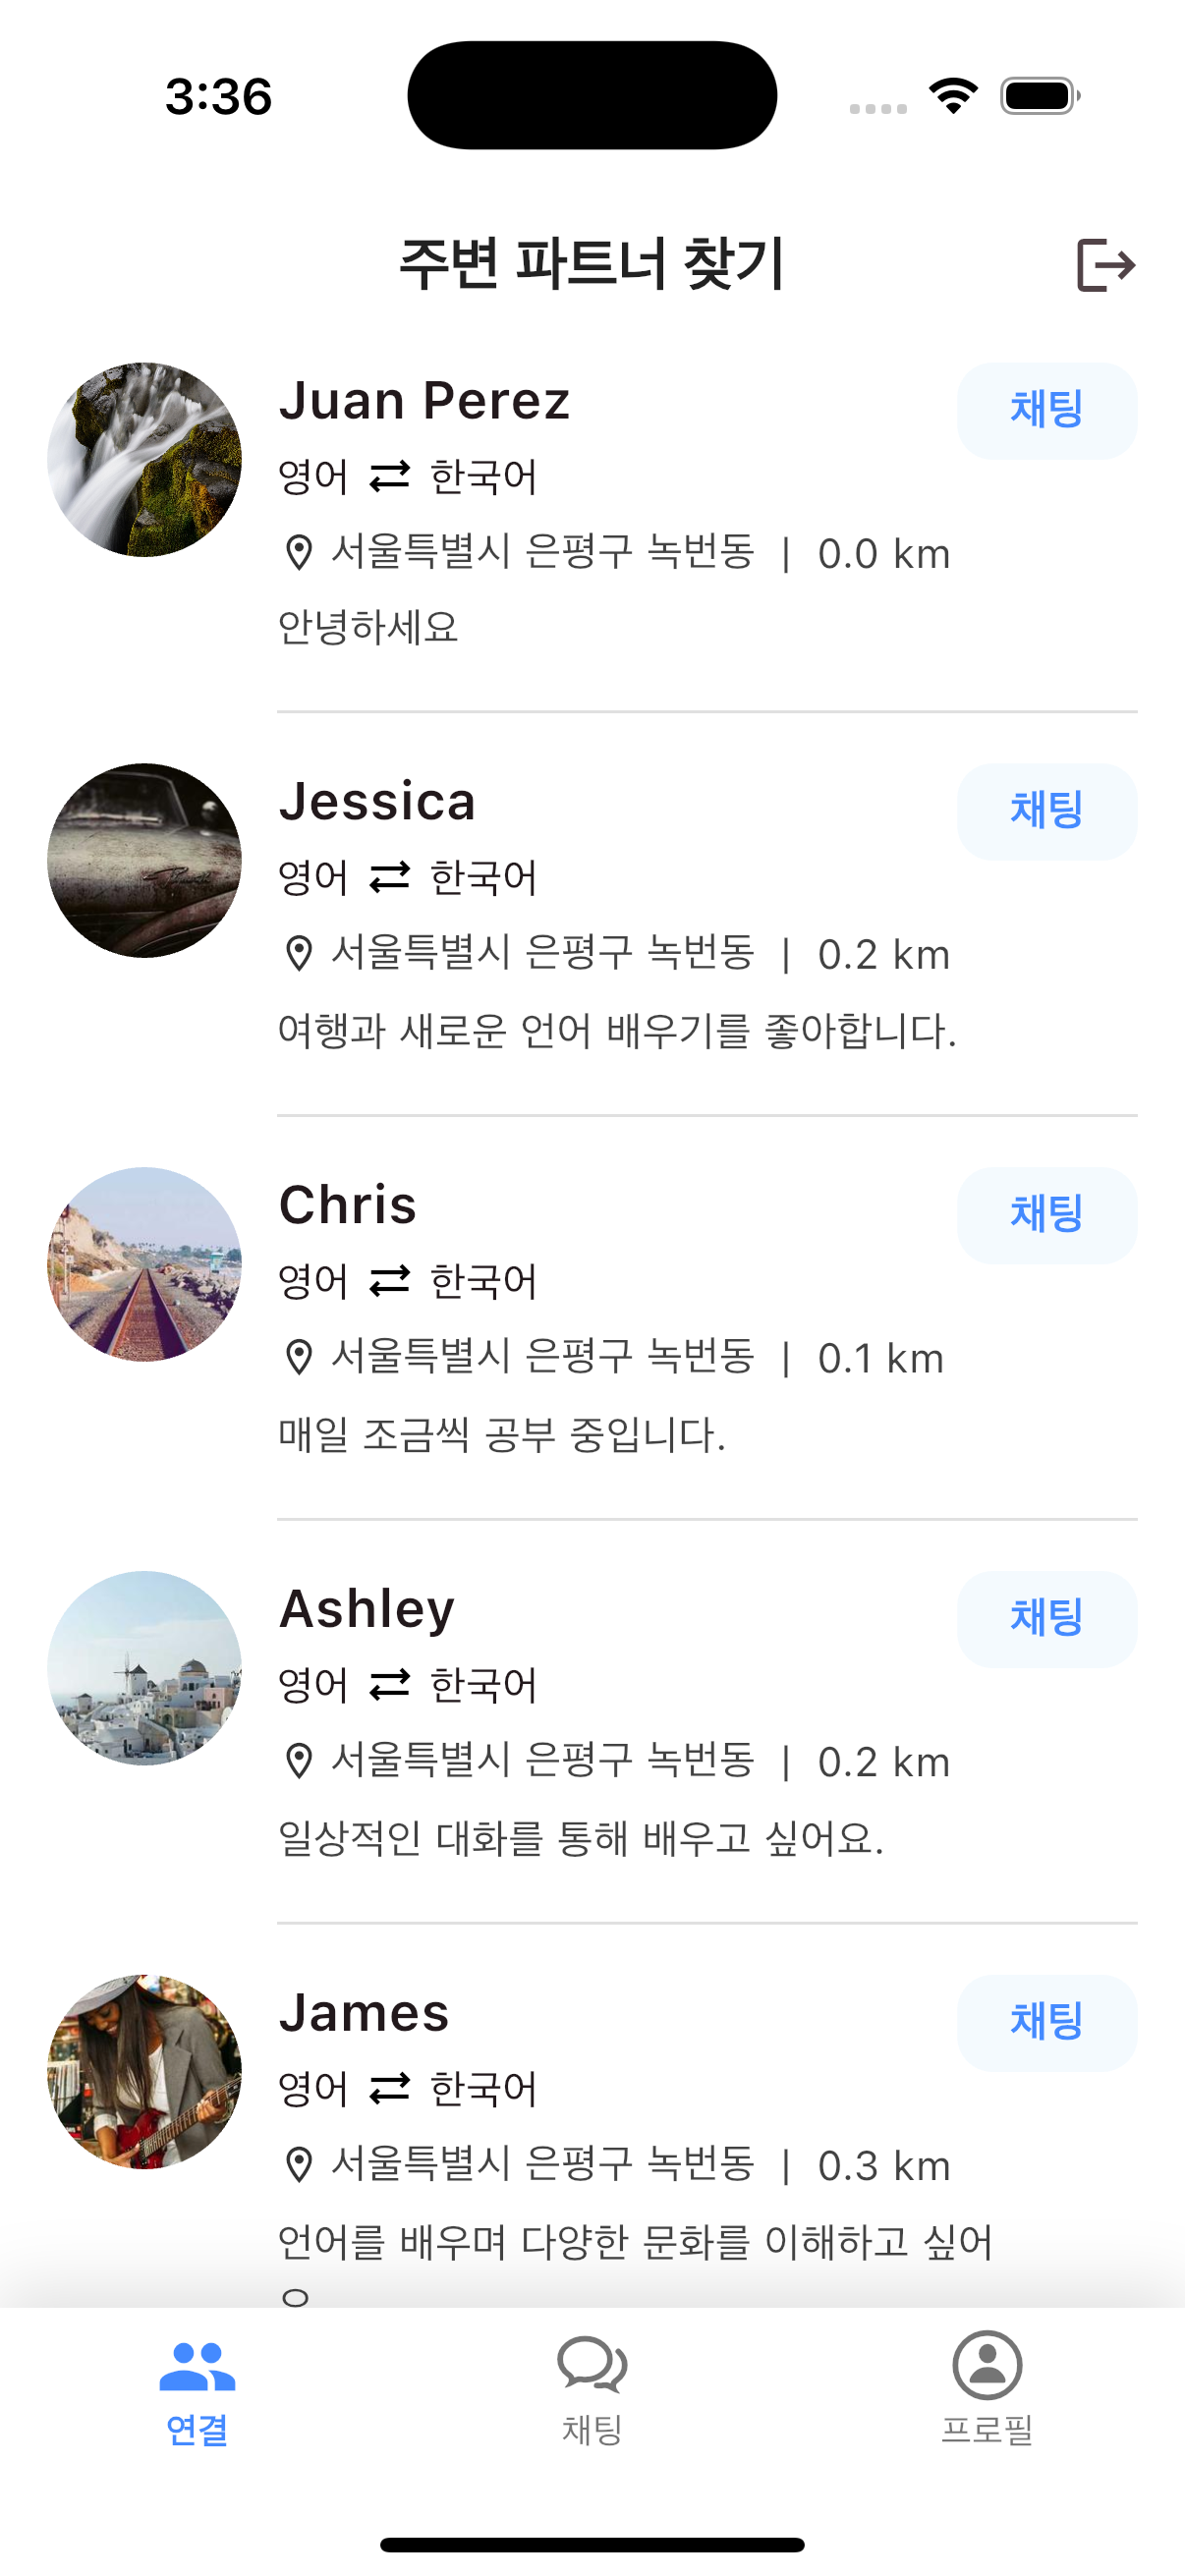 3:36
주변 파트너 찾기
Juan Perez
채팅
영어 한국어
서울특별시 은평구 녹번동 | 0.0 km
안녕하세요
Jessica
채팅
영어 한국어
서울특별시 은평구 녹번동 | 0.2 km
여행과 새로운 언어 배우기를 좋아합니다.
Chris
채팅
영어 한국어
서울특별시 은평구 녹번동 | 0.1 km
매일 조금씩 공부 중입니다.
Ashley
채팅
영어 한국어
서울특별시 은평구 녹번동 | 0.2 km
일상적인 대화를 통해 배우고 싶어요.
James
채팅
영어 한국어
서울특별시 은평구 녹번동 | 0.3 km
언어를 배우며 다양한 문화를 이해하고 싶어
연결
채팅
프로필